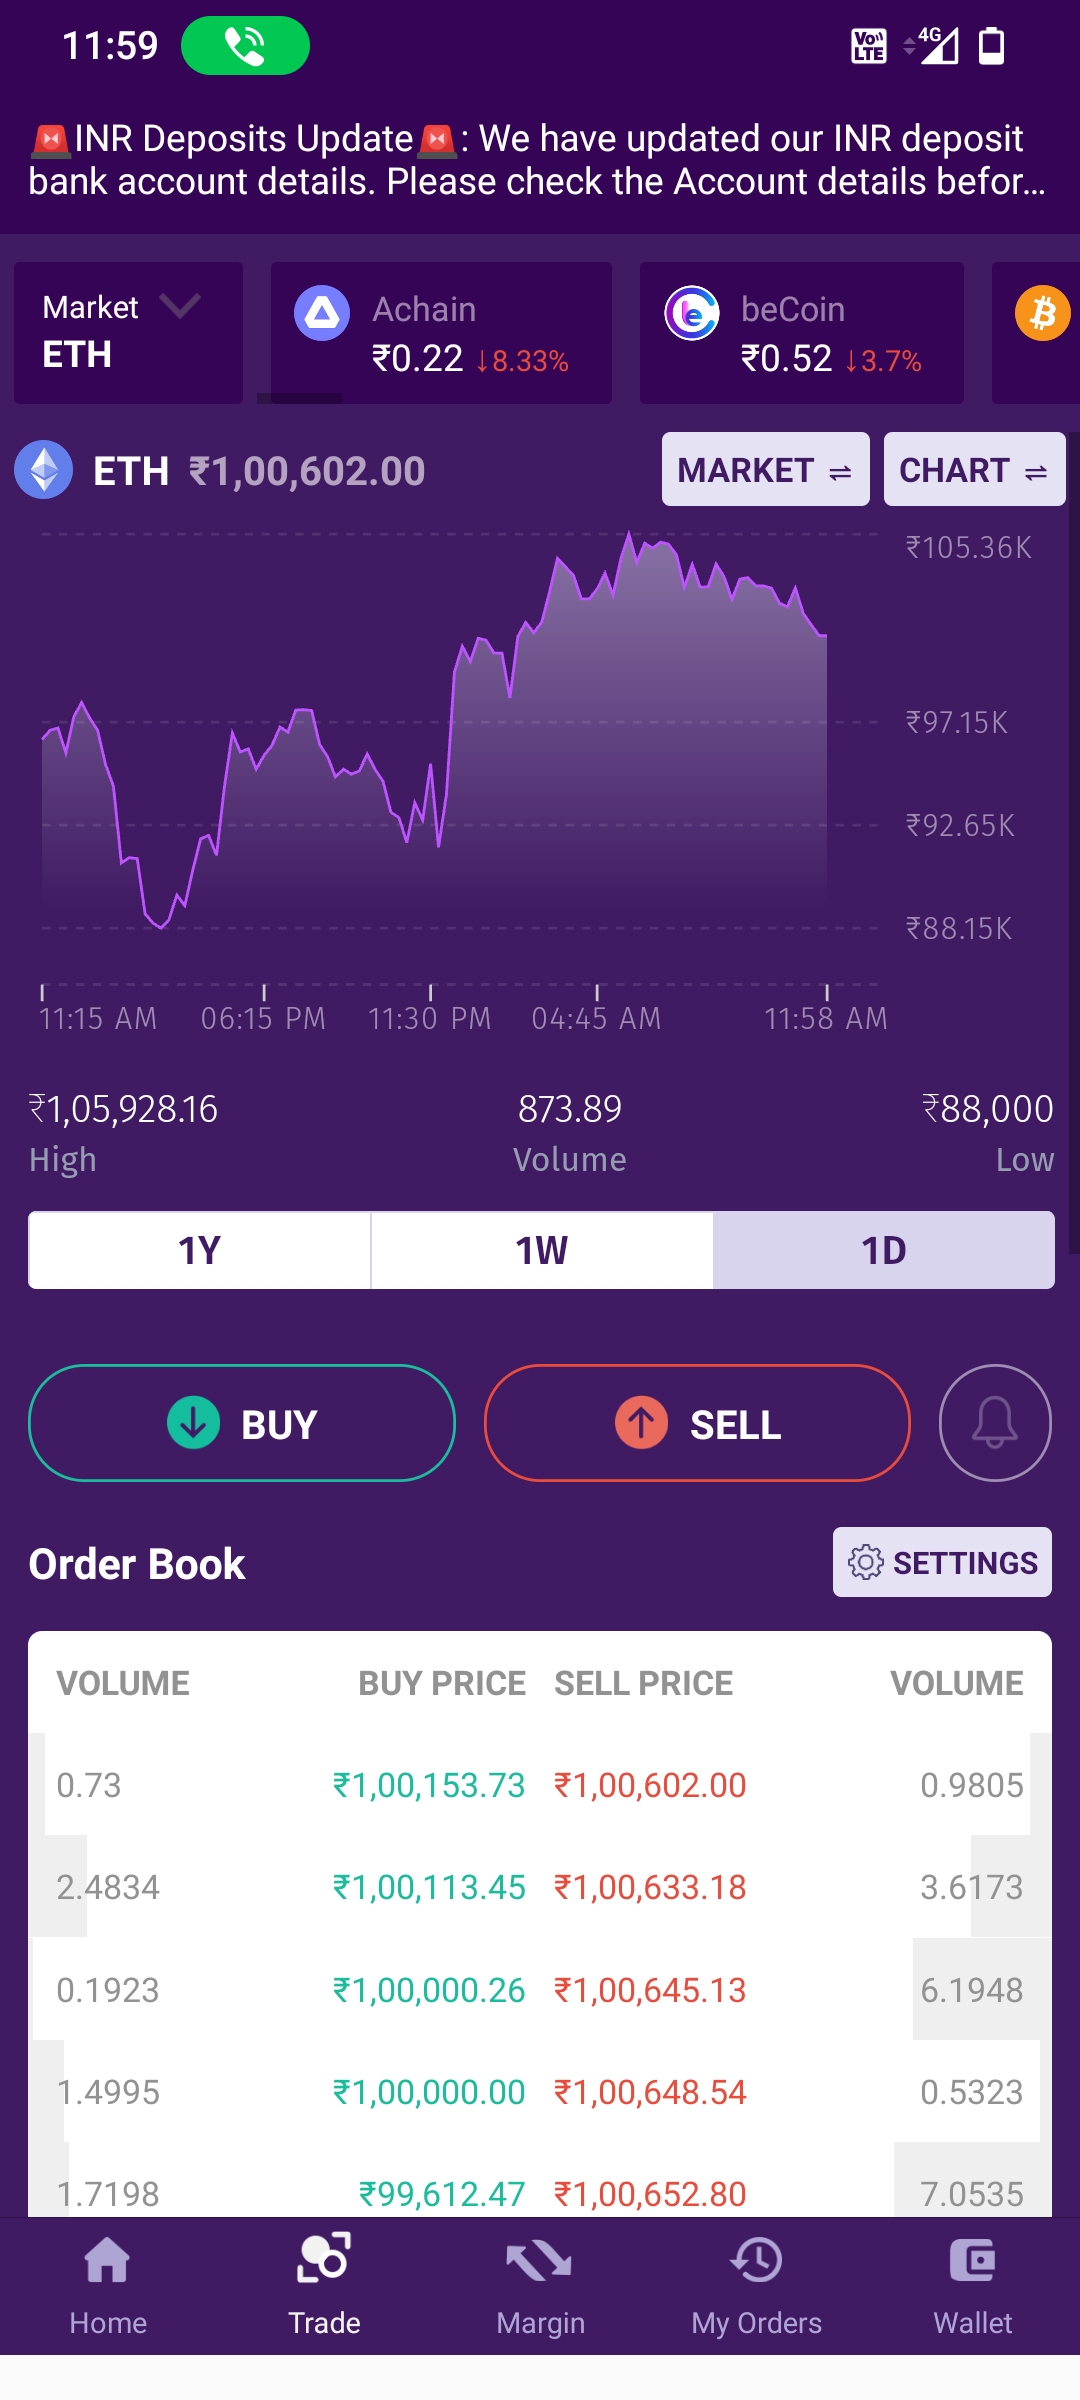 11:59 Vo)) LTE 4G
🚨INR Deposits Update🚨: We have updated our INR deposit
bank account details. Please check the Account details befor...
Market
ETH
Achain
₹0.22 ↓8.33%
beCoin
₹0.52 ↓3.7%
ETH ₹1,00,602.00 MARKET ⇌ CHART ⇌
₹105.36K
₹97.15K
₹92.65K
₹88.15K
11:15 AM 06:15 PM 11:30 PM 04:45 AM 11:58 AM
₹1,05,928.16 873.89 ₹88,000
High Volume Low
1Y 1W 1D
BUY SELL
Order Book SETTINGS
VOLUME BUY PRICE SELL PRICE VOLUME
0.73 ₹1,00,153.73 ₹1,00,602.00 0.9805
2.4834 ₹1,00,113.45 ₹1,00,633.18 3.6173
0.1923 ₹1,00,000.26 ₹1,00,645.13 6.1948
1.4995 ₹1,00,000.00 ₹1,00,648.54 0.5323
1.7198 ₹99,612.47 ₹1,00,652.80 7.0535
Home Trade Margin My Orders Wallet